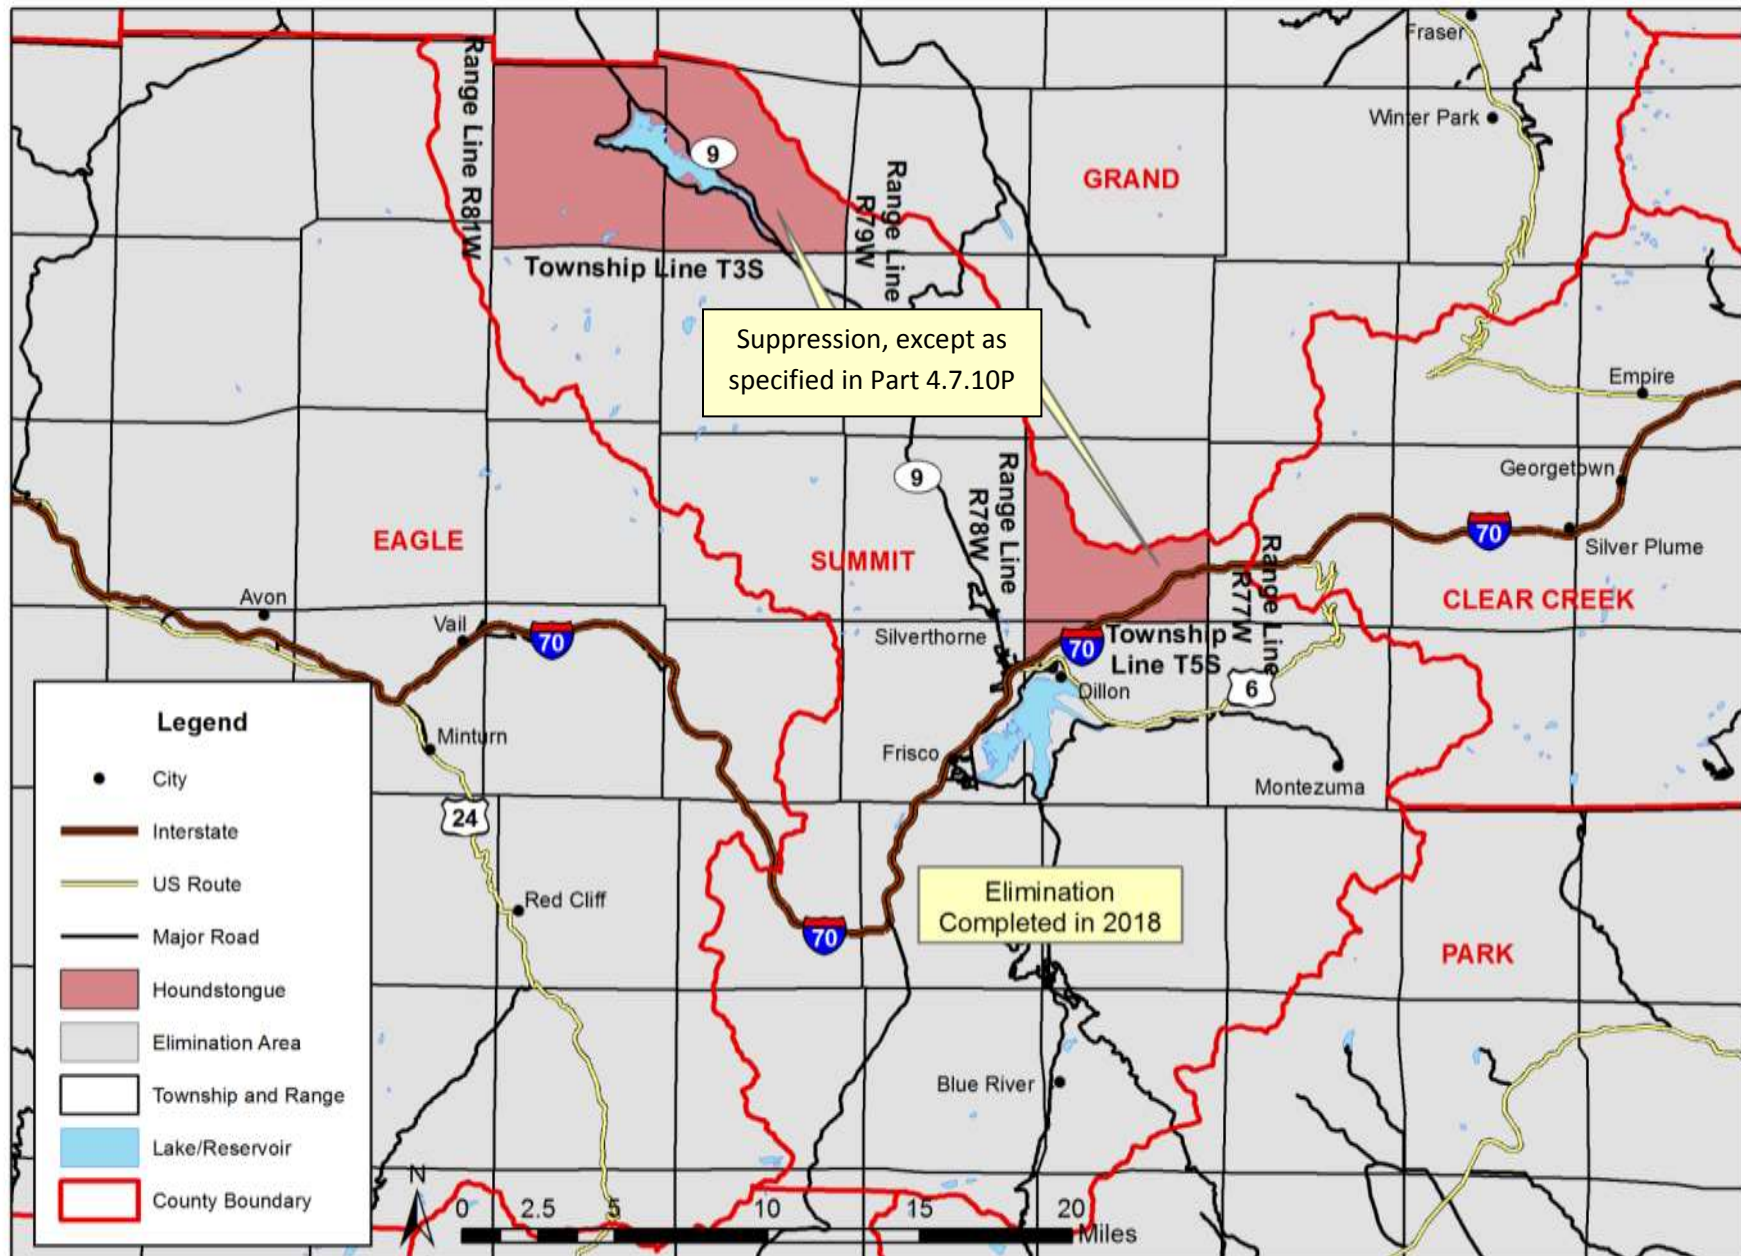 Fraser
Winter Park
GRAND
9
Range Line R81W
Range Line
R79W
Township Line T3S
Suppression, except as
specified in Part 4.7.10P
Empire
Georgetown
9
Range Line
R78W
70
Silver Plume
EAGLE
SUMMIT
Range Line
R77W
CLEAR CREEK
Avon
Vail
70
Silverthorne
70
Township
Line T5S
6
Dillon
Legend
City
Interstate
US Route
Major Road
Houndstongue
Elimination Area
Township and Range
Lake/Reservoir
County Boundary
Minturn
24
Frisco
Montezuma
Red Cliff
Elimination
Completed in 2018
70
PARK
Blue River
N
0 2.5 5 10 15 20
Miles